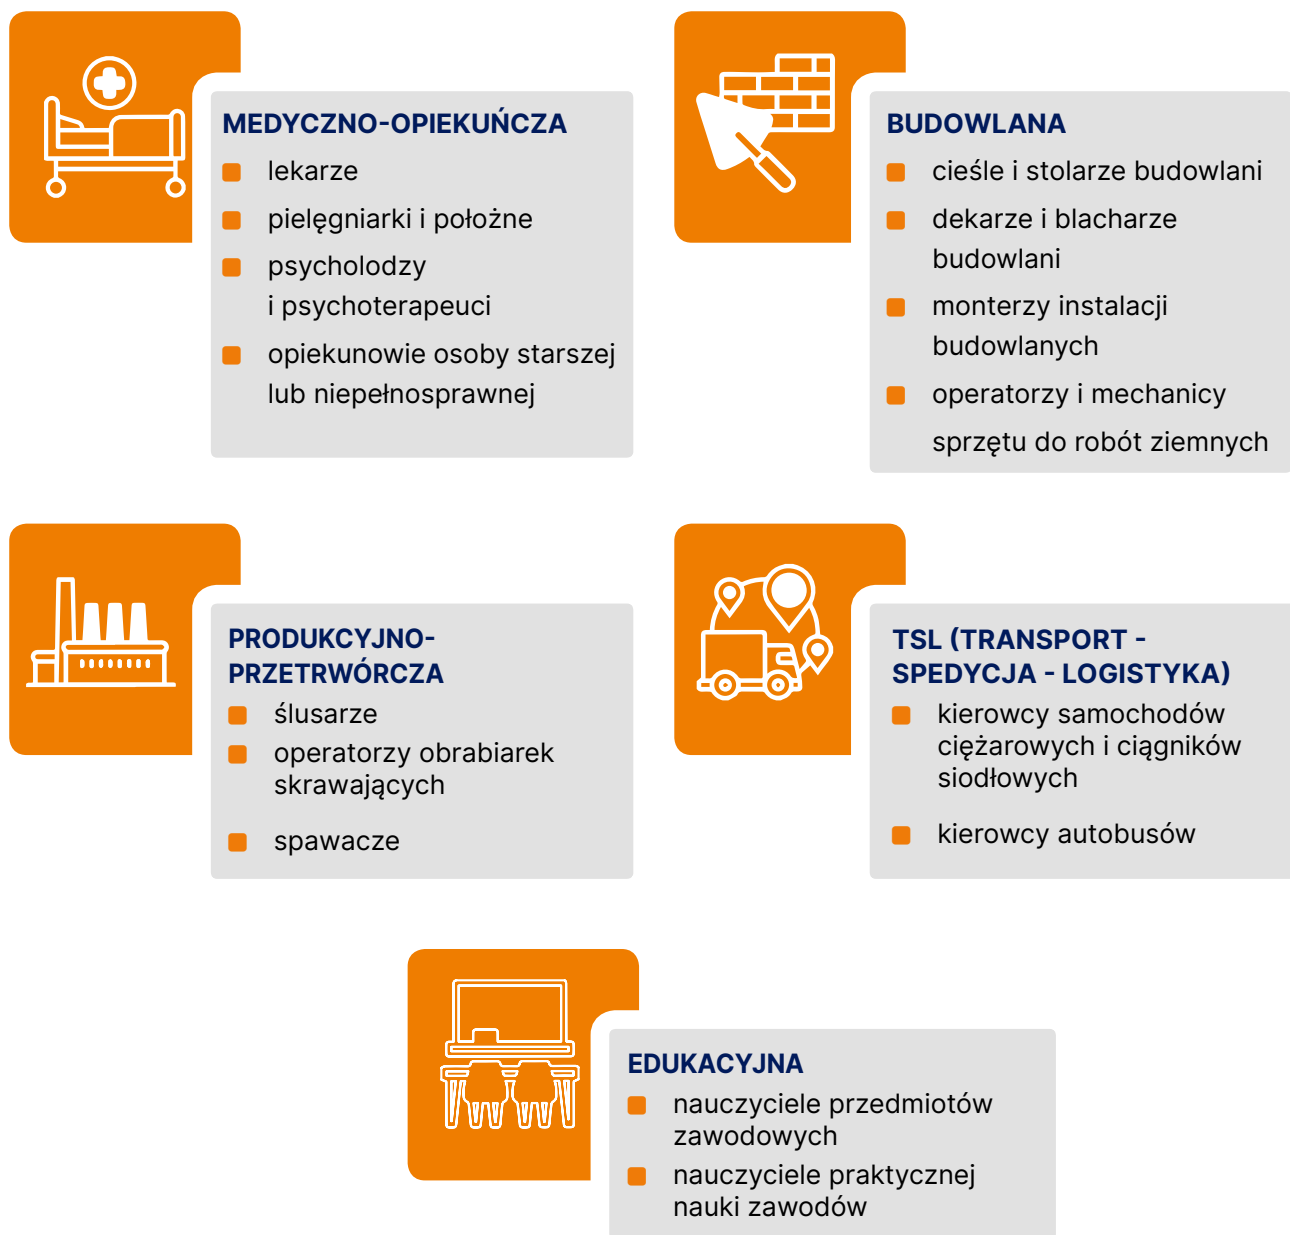 MEDYCZNO-OPIEKUŃCZA
lekarze
pielęgniarki i położne
psycholodzy
i psychoterapeuci
opiekunowie osoby starszej
lub niepełnosprawnej
BUDOWLANA
cieśle i stolarze budowlani
dekarze i blacharze
budowlani
monterzy instalacji
budowlanych
operatorzy i mechanicy
sprzętu do robót ziemnych
PRODUKCYJNO-
PRZETWÓRCZA
ślusarze
operatorzy obrabiarek
skrawających
spawacze
TSL (TRANSPORT -
SPEDYCJA - LOGISTYKA)
kierowcy samochodów
ciężarowych i ciągników
siodłowych
kierowcy autobusów
EDUKACYJNA
nauczyciele przedmiotów
zawodowych
nauczyciele praktycznej
nauki zawodów